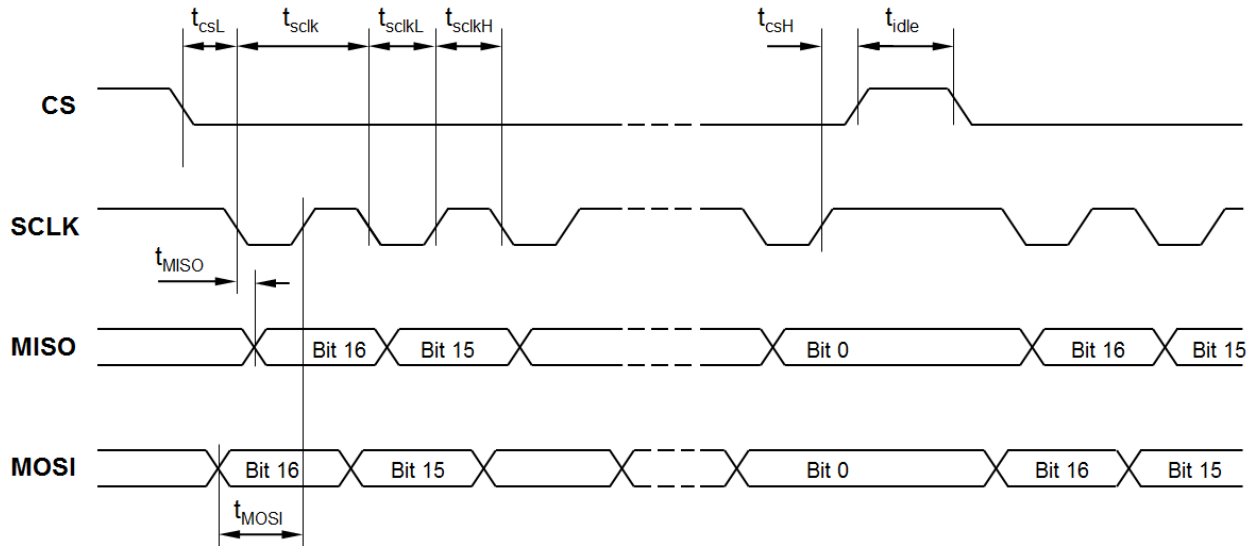 tcsL tsclk tsclkL tsclkH tcsH tidle
CS
SCLK
tMISO
MISO Bit 16 Bit 15 Bit 0 Bit 16 Bit 15
MOSI Bit 16 Bit 15 Bit 0 Bit 16 Bit 15
tMOSI